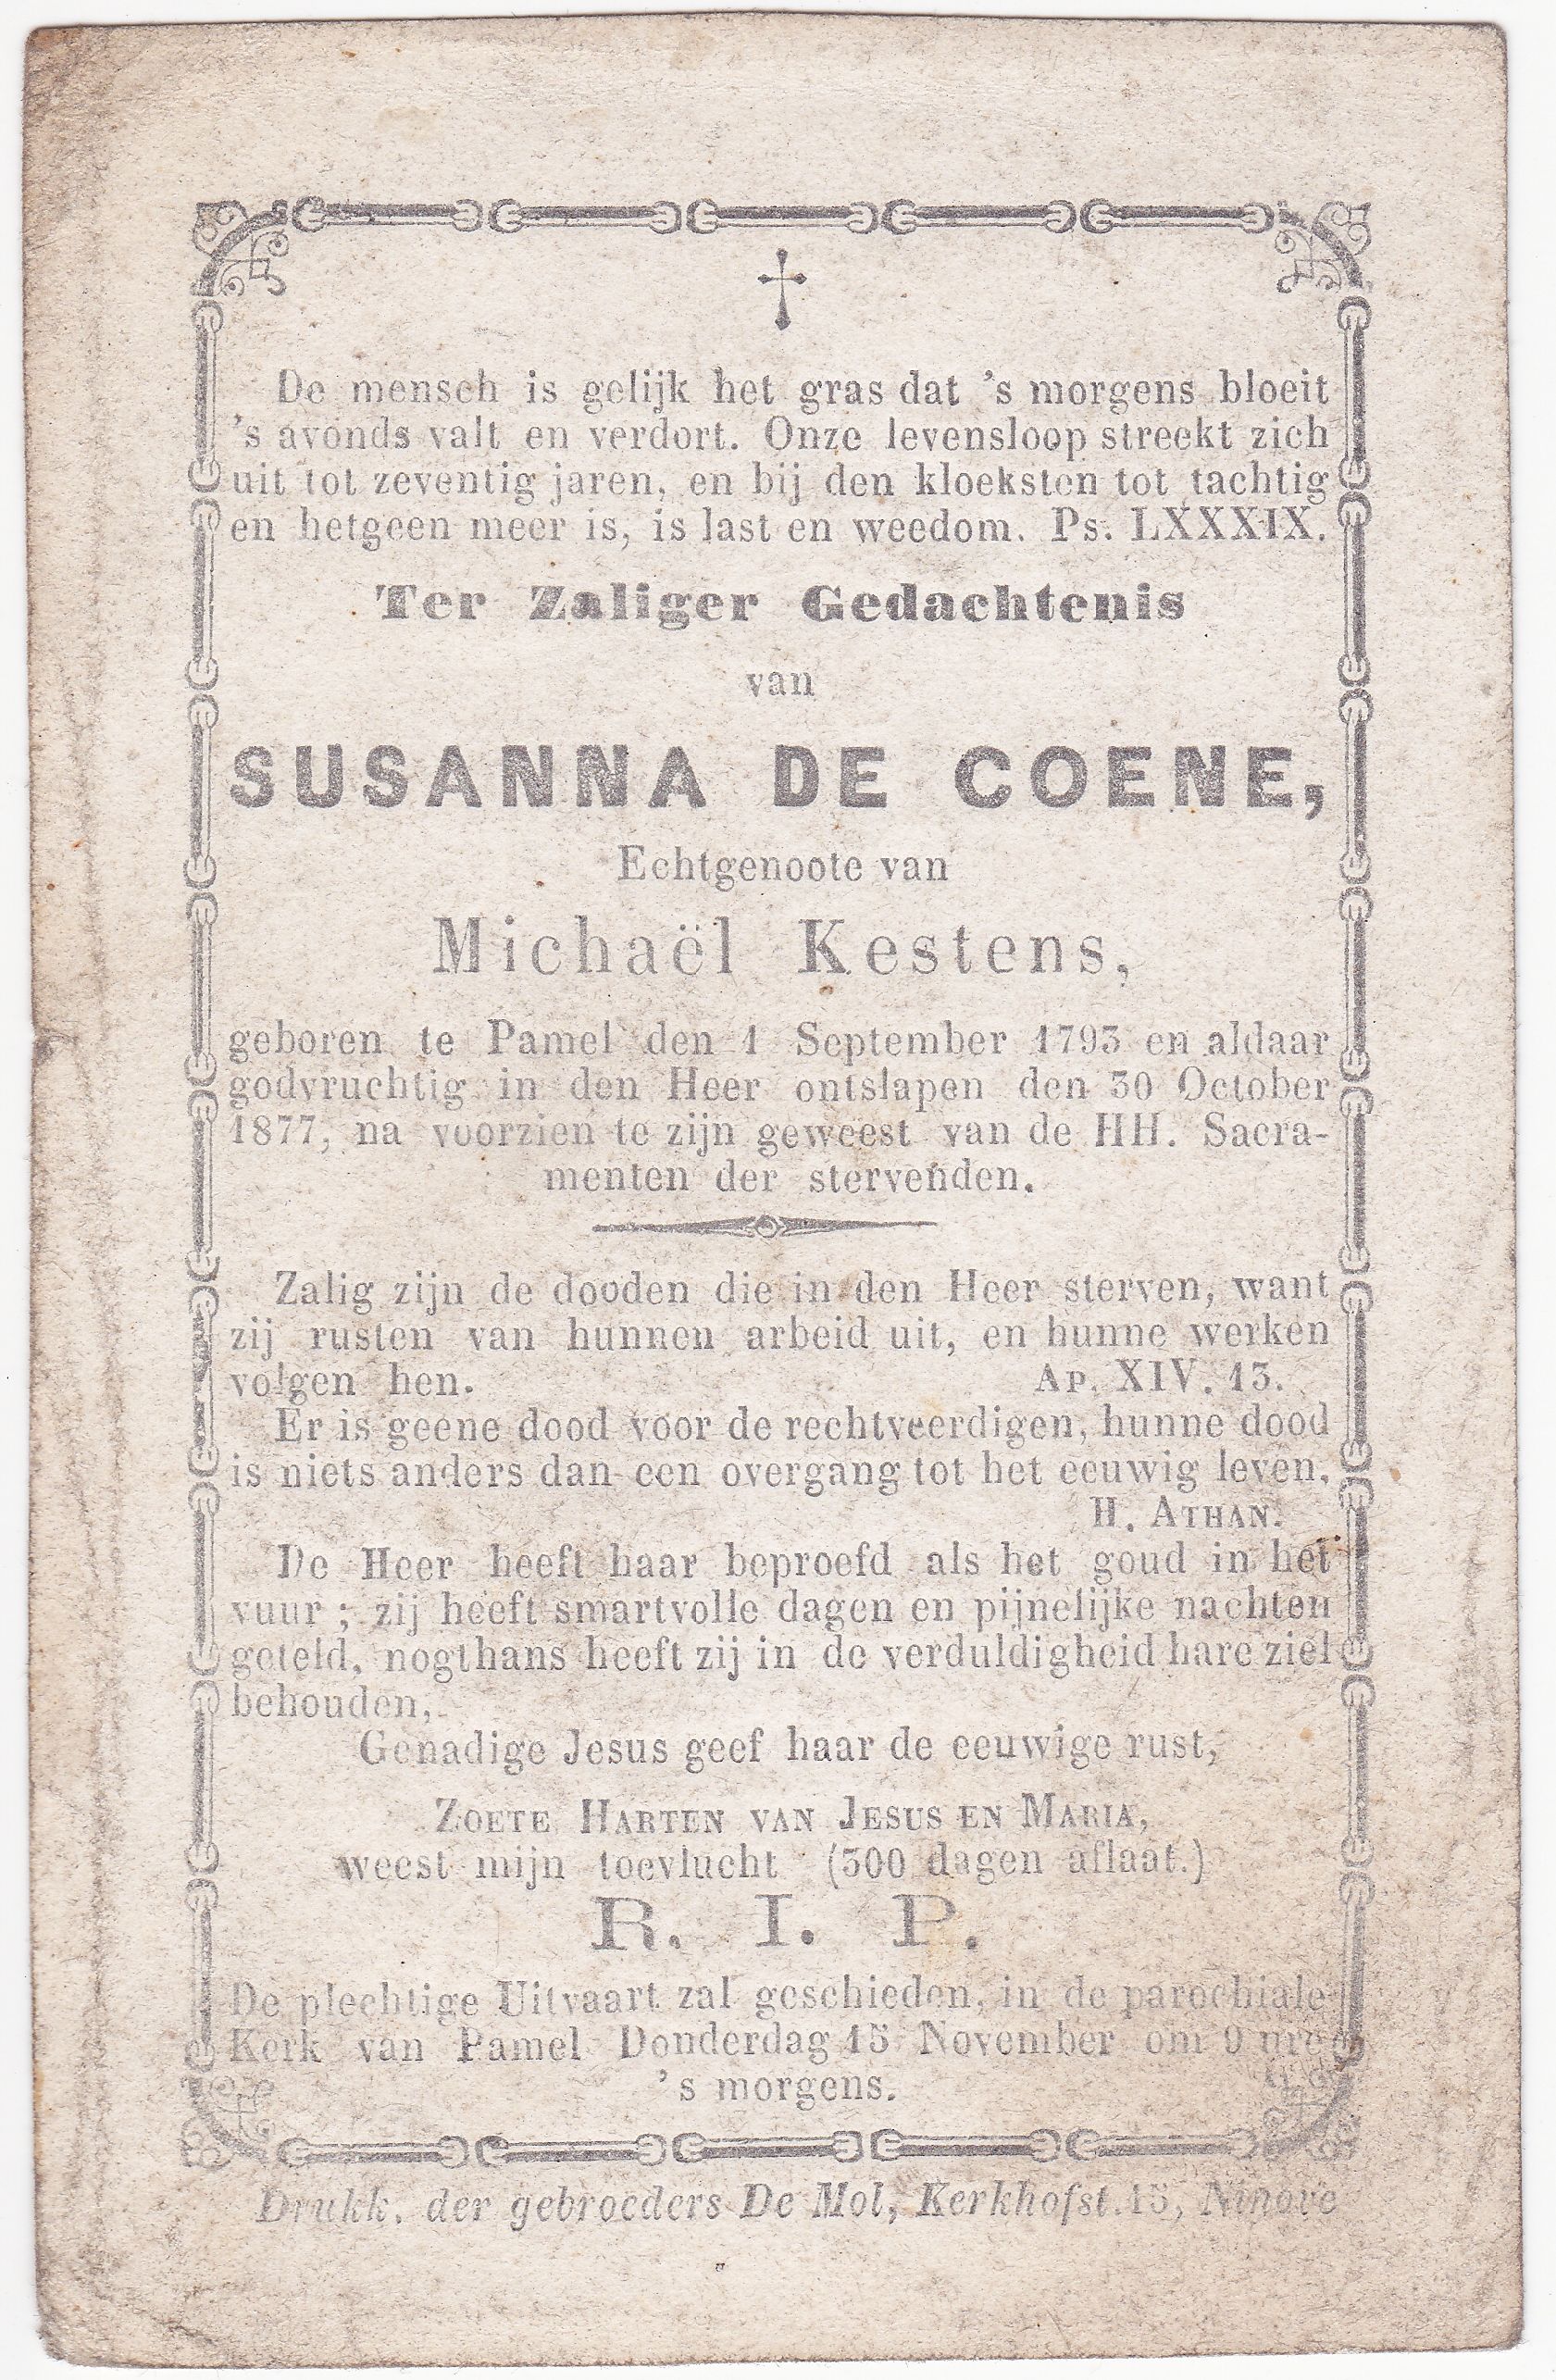 De mensch is gelijk het gras dat 's morgens bloeit
's avonds valt en verdort. Onze levensloop streekt zich
uit tot zeventig jaren, en bij den kloeksten tot tachtig
en hetgeen meer is, is last en weedom. Ps. LXXXIX.
Ter Zaliger Gedachtenis
van
SUSANNA DE COENE,
Echtgenoote van
Michaël Kestens,
geboren te Pamel den 1 September 1793 en aldaar
godvruchtig in den Heer ontslapen den 30 October
1877, na voorzien te zijn geweest van de HH. Sacra-
menten der stervenden.
Zalig zijn de dooden die in den Heer sterven, want
zij rusten van hunnen arbeid uit, en hunne werken
volgen hen. AP. XIV. 13.
Er is geene dood voor de rechtveerdigen, hunne dood
is niets anders dan een overgang tot het eeuwig leven.
H. ATHAN.
De Heer heeft haar beproefd als het goud in het
vuur ; zij heeft smartvolle dagen en pijnelijke nachten
geteld, nogthans heeft zij in de verduldigheid hare ziel
behouden,
Genadige Jesus geef haar de eeuwige rust,
ZOETE HARTEN VAN JESUS EN MARIA,
weest mijn toevlucht (300 dagen aflaat.)
R. I. P.
De plechtige Uitvaart zal geschieden, in de parochiale
Kerk van Pamel Donderdag 15 November om 9 ure
's morgens.
Drukk. der gebroeders De Mol, Kerkhofst. 15, Ninove